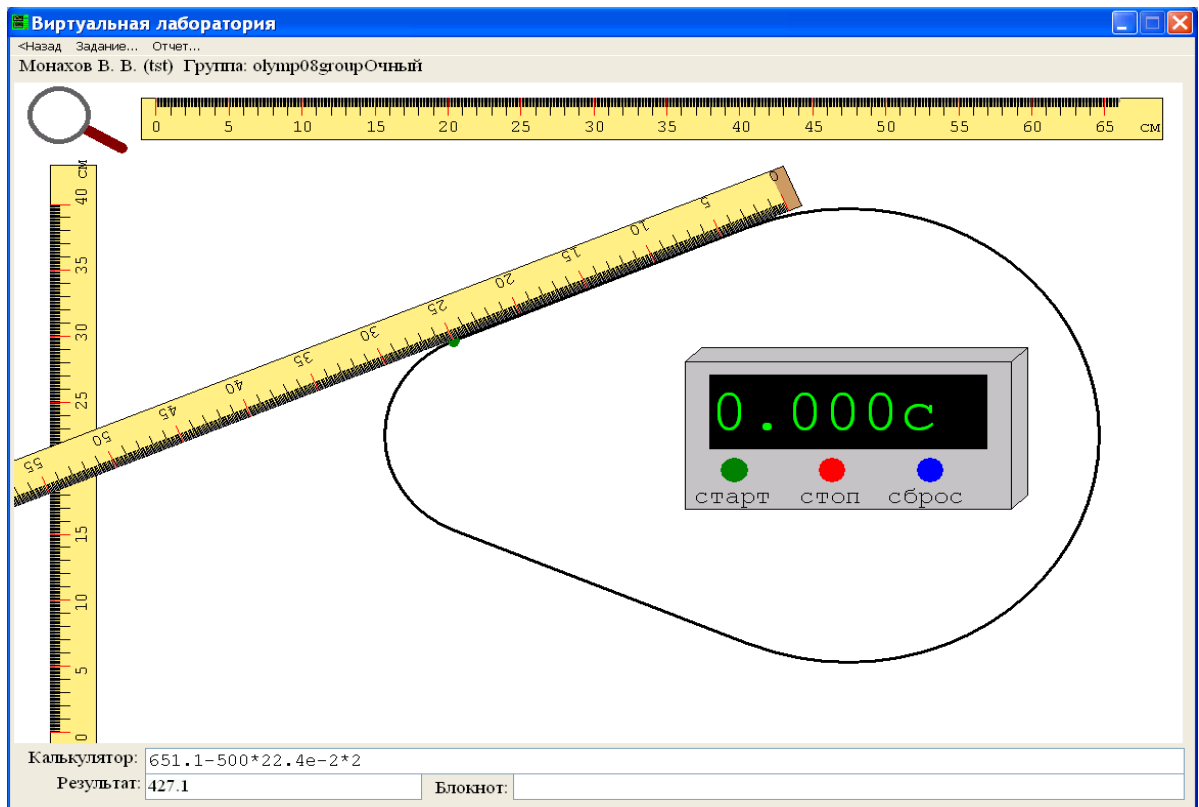 Виртуальная лаборатория
<Назад Задание... Отчет...
Монахов В. В. (tst) Группа: olymp08groupОчный
0 5 10 15 20 25 30 35 40 45 50 55 60 65 см
0 5 10 15 20 25 30 35 40 45 50 55
0 5 10 15 25 30 35 40 см
0.000с
старт стоп сброс
Калькулятор: 651.1-500*22.4e-2*2
Результат: 427.1 Блокнот: